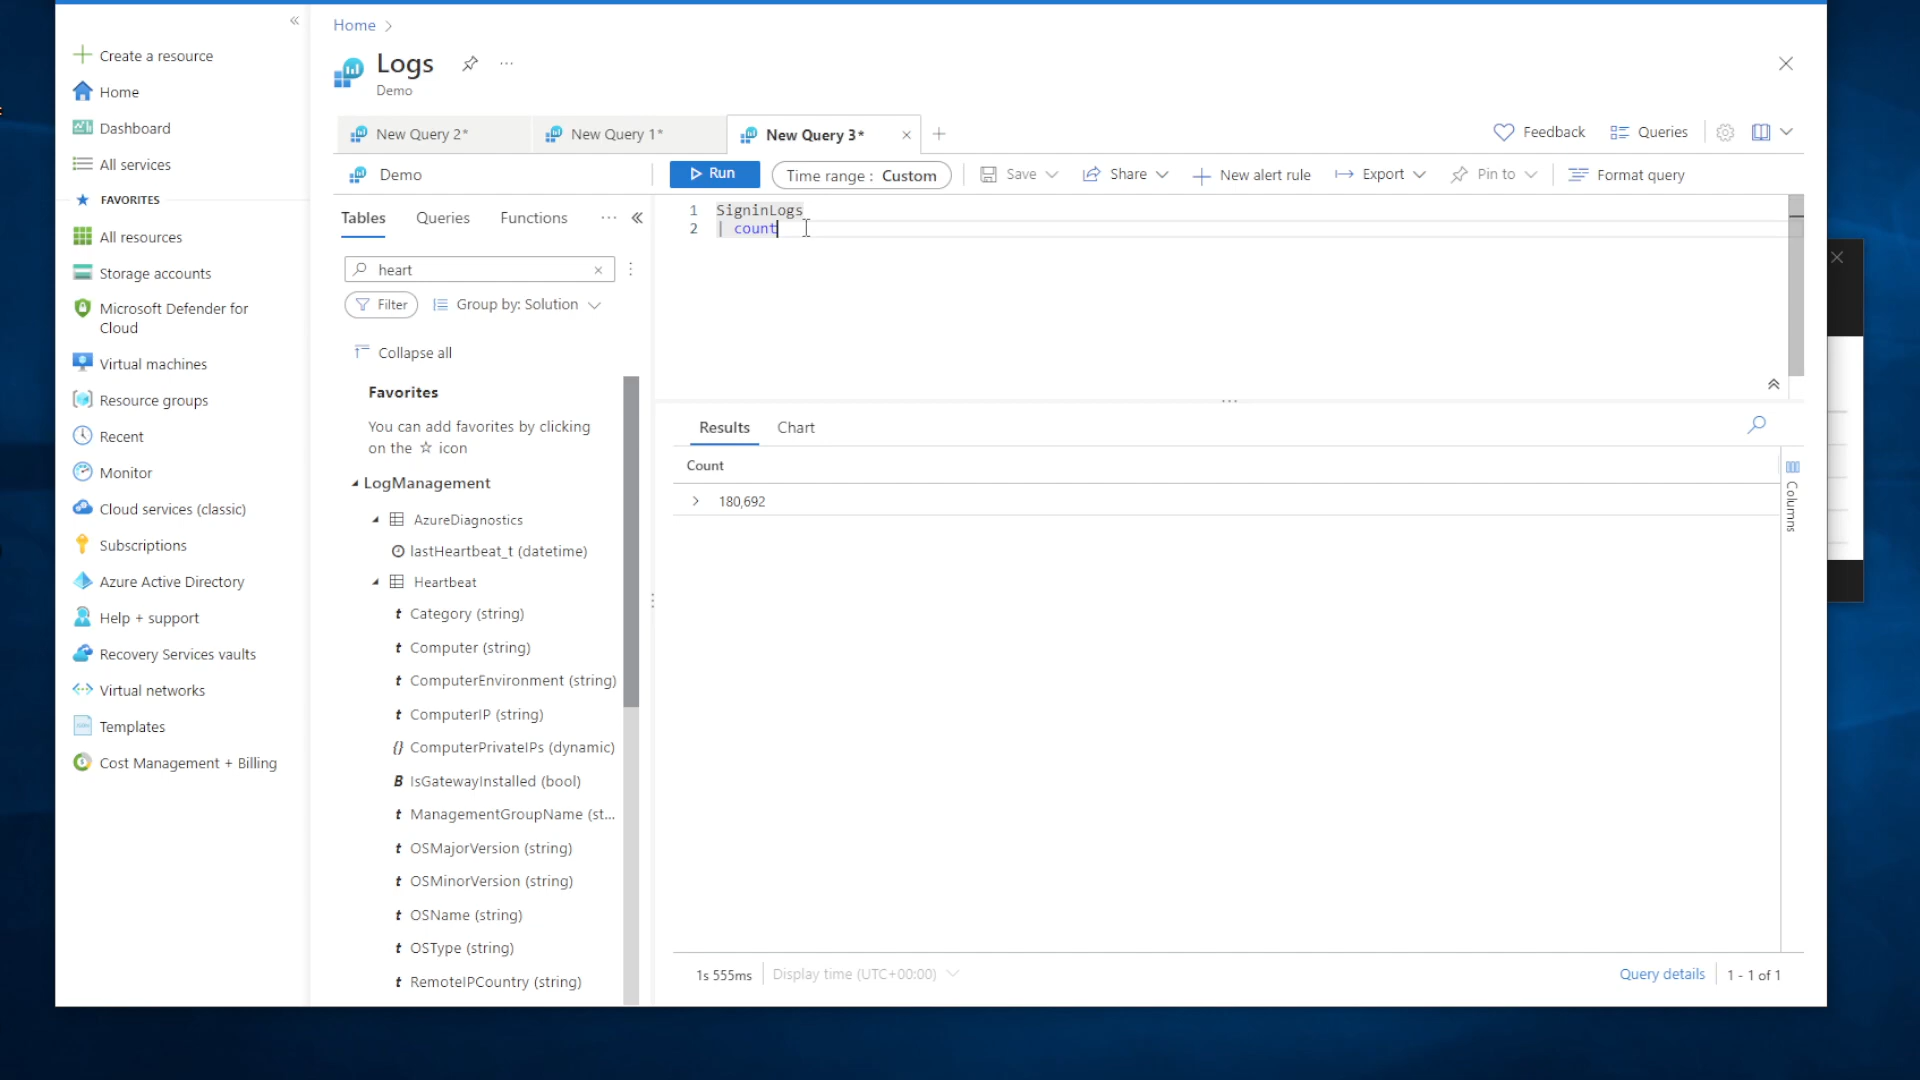 Create a resource
Home
Dashboard
All services
FAVORITES
All resources
Storage accounts
Microsoft Defender for
Cloud
Virtual machines
Resource groups
Recent
Monitor
Cloud services (classic)
Subscriptions
Azure Active Directory
Help + support
Recovery Services vaults
Virtual networks
Templates
Cost Management + Billing
Home
Logs
Demo
New Query 2*
New Query 1*
New Query 3*
Feedback
Queries
Demo
Run
Time range : Custom
Save
Share
New alert rule
Export
Pin to
Format query
Tables
Queries
Functions
heart
Filter
Group by: Solution
Collapse all
Favorites
You can add favorites by clicking
on the ☆ icon
LogManagement
AzureDiagnostics
lastHeartbeat_t (datetime)
Heartbeat
t Category (string)
t Computer (string)
t ComputerEnvironment (string)
t ComputerIP (string)
{} ComputerPrivateIPs (dynamic)
B IsGatewayInstalled (bool)
t ManagementGroupName (st...
t OSMajorVersion (string)
t OSMinorVersion (string)
t OSName (string)
t OSType (string)
t RemoteIPCountry (string)
1 SigninLogs
2 | count
Results
Chart
Count
180,692
Columns
1s 555ms
Display time (UTC+00:00)
Query details
1 - 1 of 1